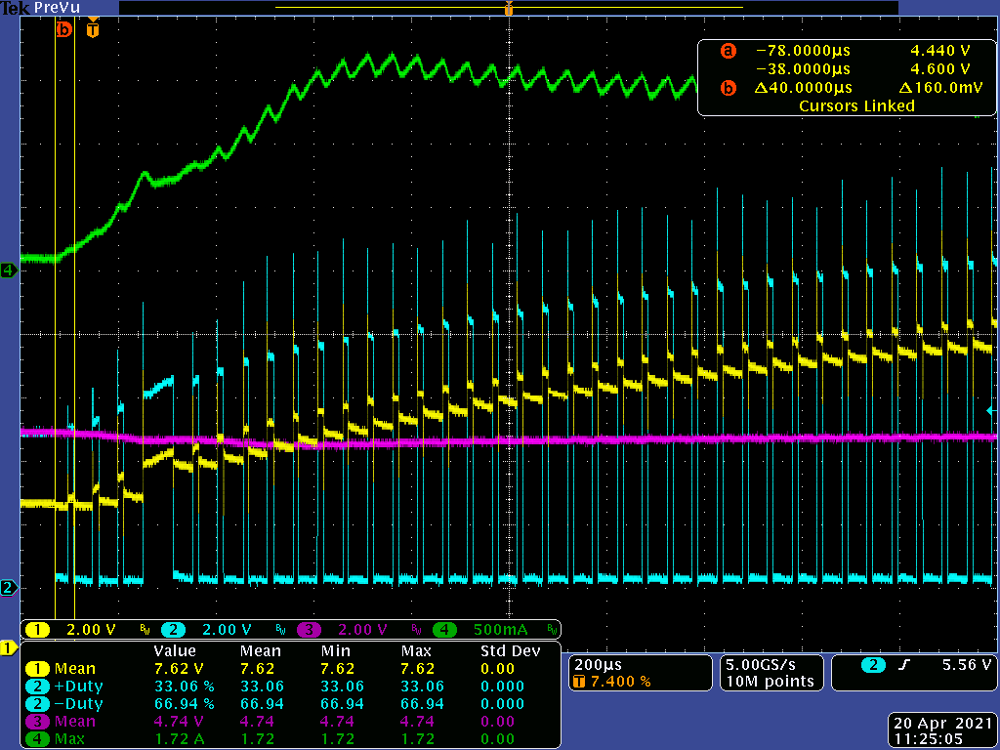 Tek PreVu
b T T
a −78.0000µs 4.440 V
−38.0000µs 4.600 V
b Δ40.0000µs Δ160.0mV
Cursors Linked
4
2
1
1 2.00 V BW 2 2.00 V BW 3 2.00 V BW 4 500mA BW
Value Mean Min Max Std Dev
1 Mean 7.62 V 7.62 7.62 7.62 0.00
2 +Duty 33.06 % 33.06 33.06 33.06 0.000
2 −Duty 66.94 % 66.94 66.94 66.94 0.000
3 Mean 4.74 V 4.74 4.74 4.74 0.00
4 Max 1.72 A 1.72 1.72 1.72 0.00
200µs
T 7.400 %
5.00GS/s
10M points
2 5.56 V
20 Apr 2021
11:25:05